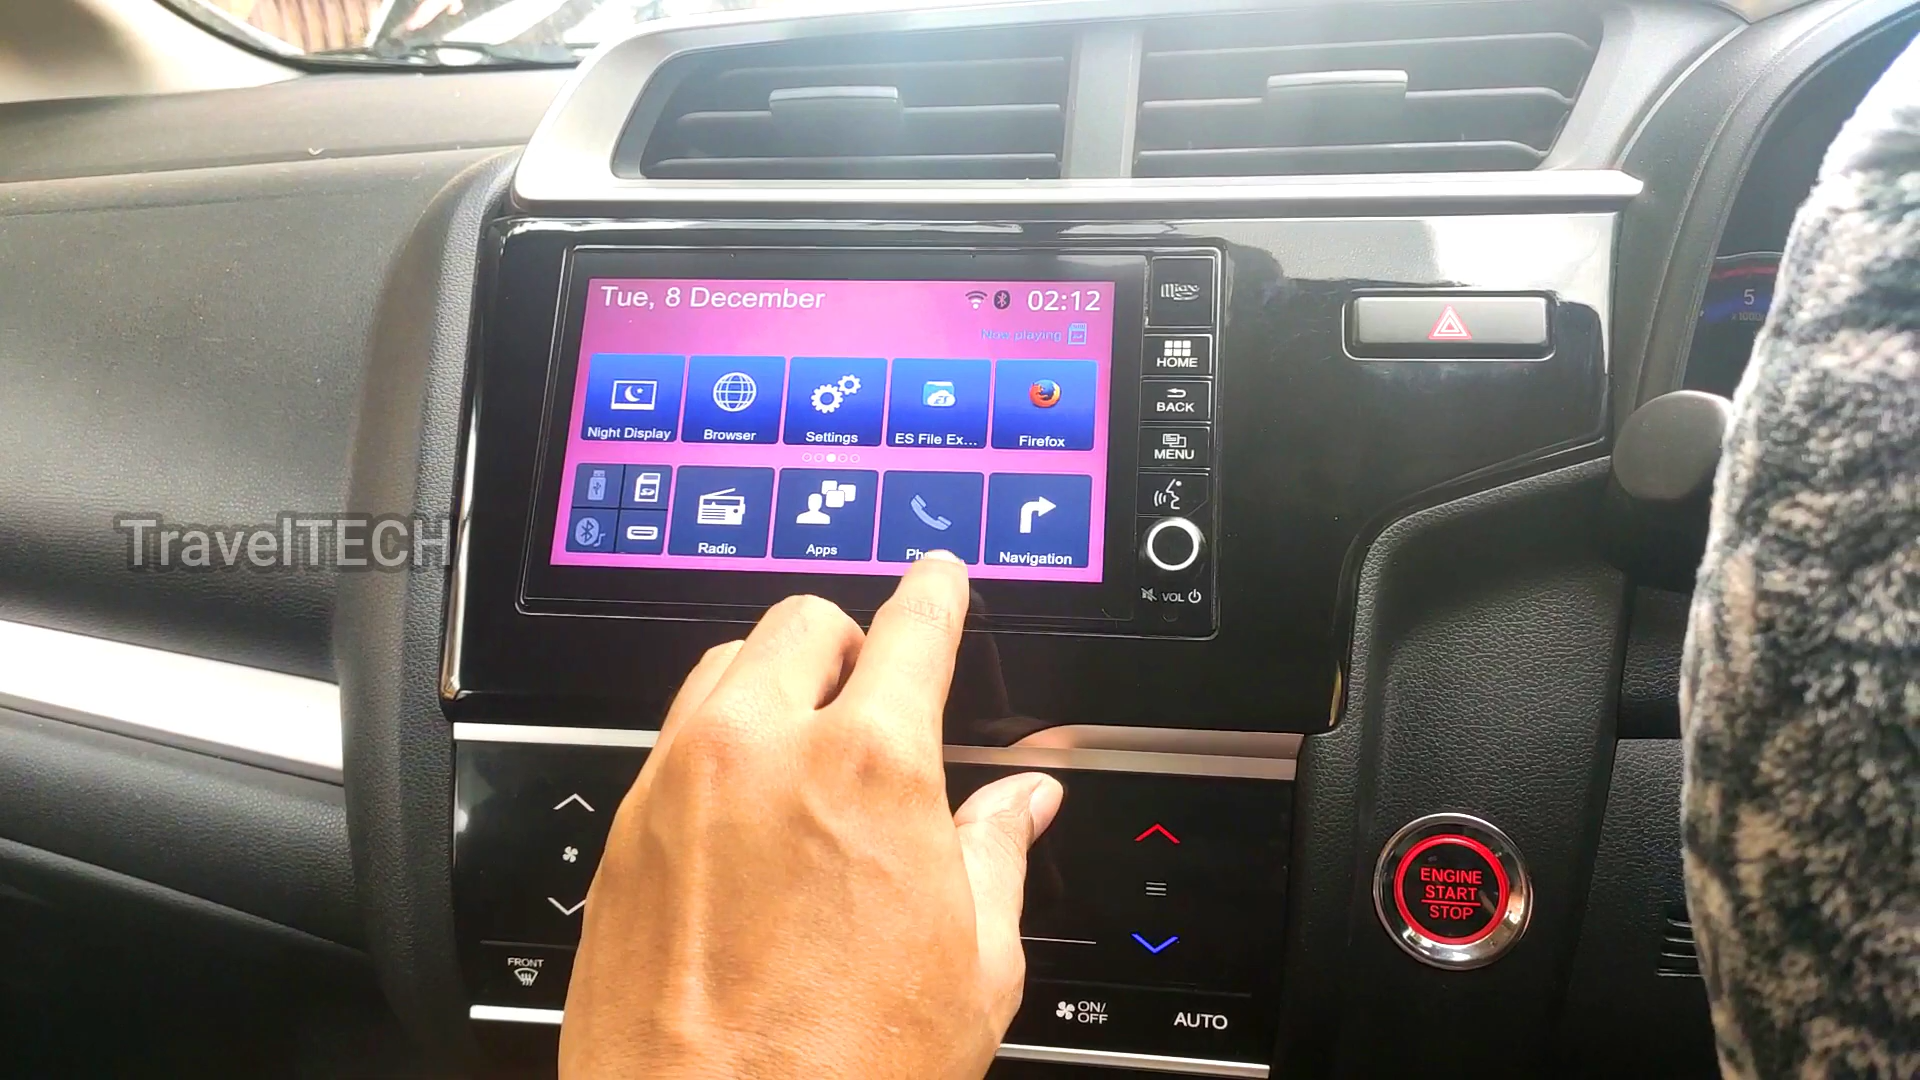 Tue, 8 December
02:12
Now playing
Night Display
Browser
Settings
ES File Ex...
Firefox
Radio
Apps
Navigation
HOME
BACK
MENU
VOL
TravelTECH
5
ENGINE
START
STOP
FRONT
ON/
OFF
AUTO